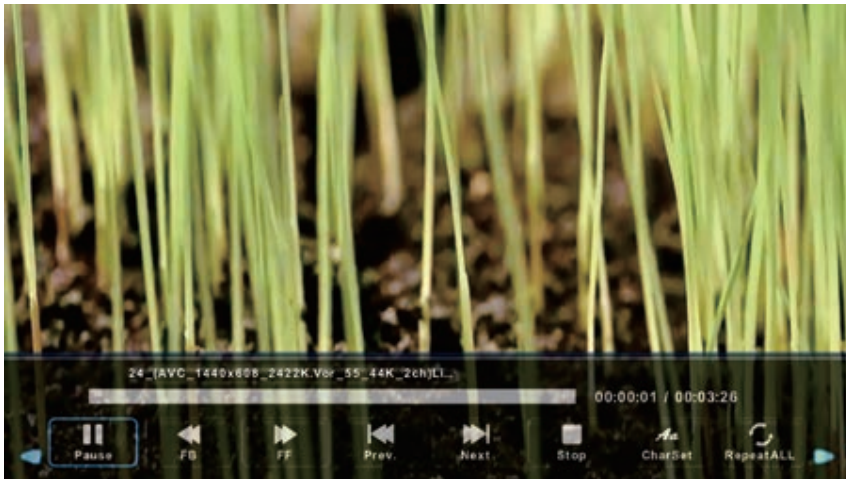 24_(AVC_1440x608_2422K.Vor_55_44K_2ch)LI...
00:00:01 / 00:03:26
Pause FB FF Prev. Next Stop CharSet RepeatALL